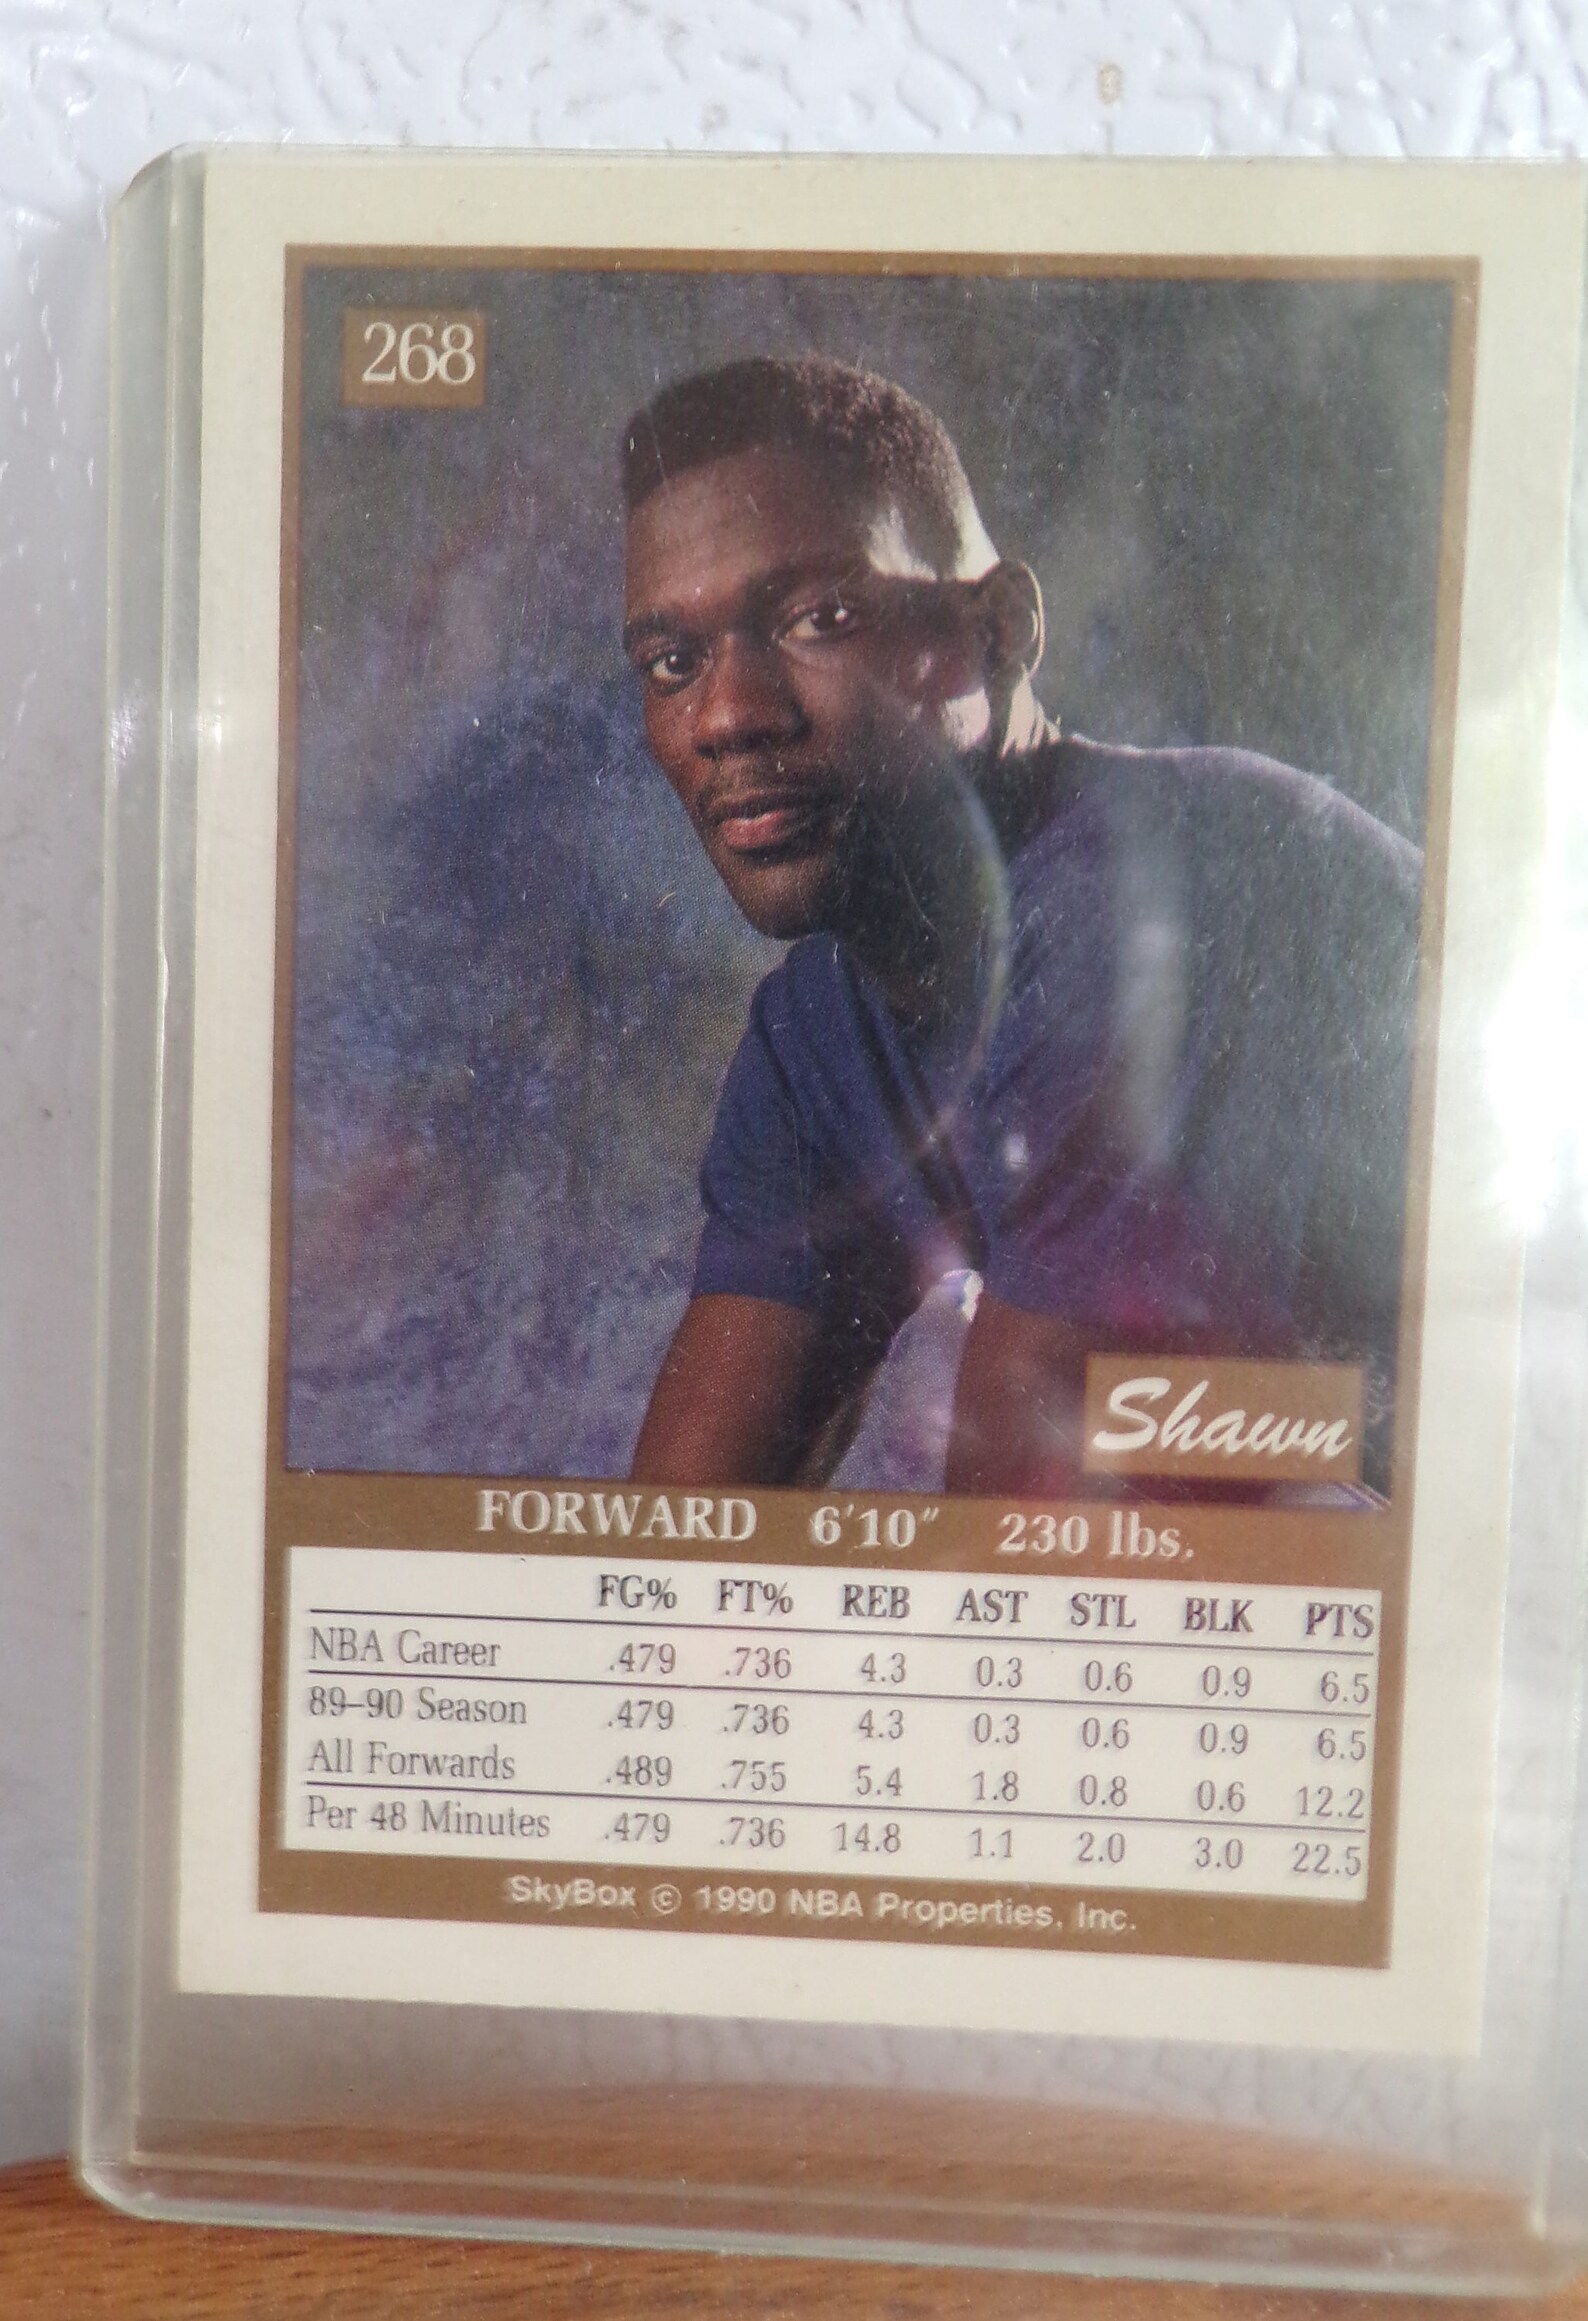 268
Shawn
FORWARD 6'10" 230 lbs.
FG% FT% REB AST STL BLK PTS
NBA Career .479 .736 4.3 0.3 0.6 0.9 6.5
89–90 Season .479 .736 4.3 0.3 0.6 0.9 6.5
All Forwards .489 .755 5.4 1.8 0.8 0.6 12.2
Per 48 Minutes .479 .736 14.8 1.1 2.0 3.0 22.5
SkyBox © 1990 NBA Properties, Inc.